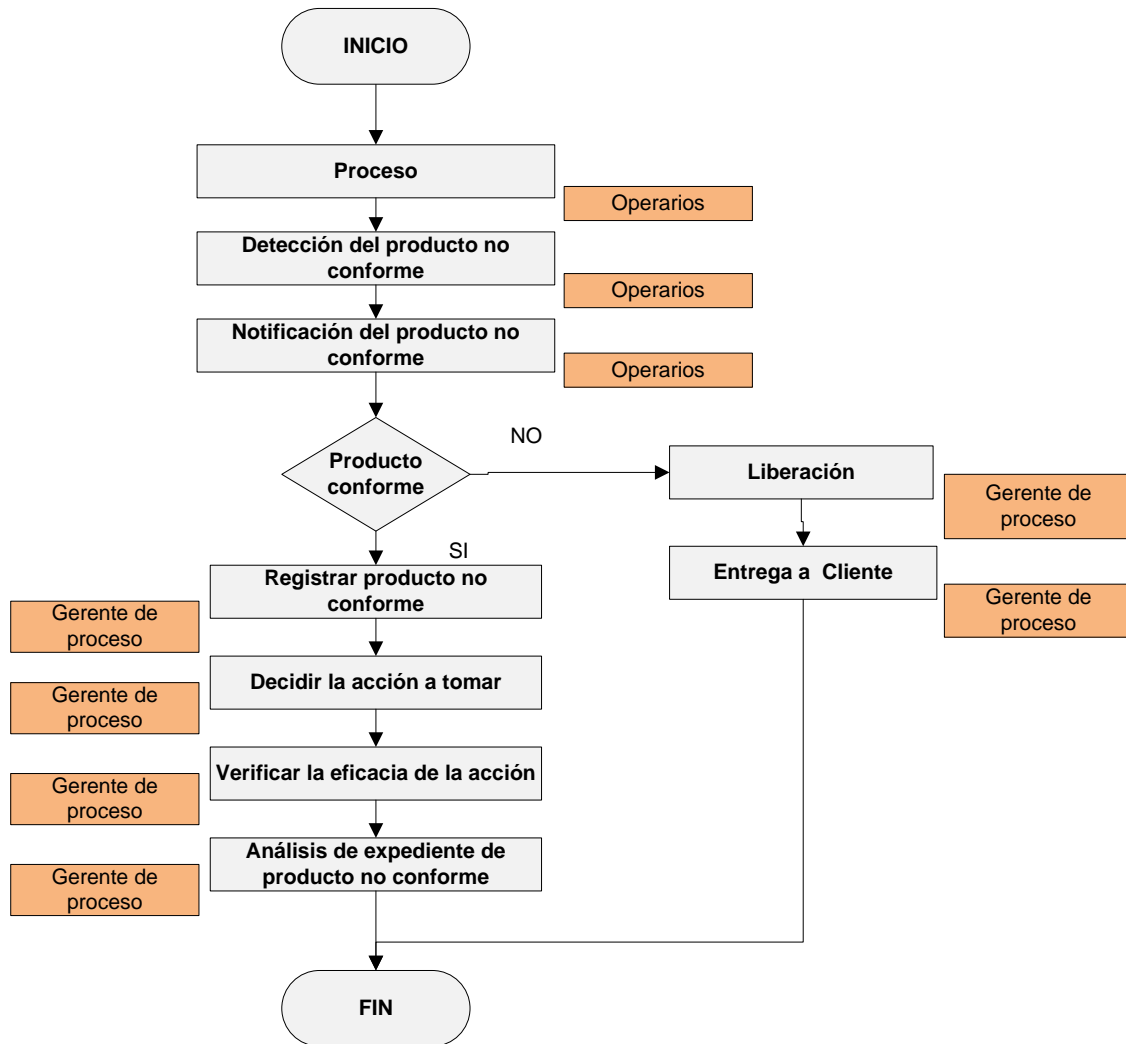 INICIO
Proceso
Operarios
Detección del producto no
conforme
Operarios
Notificación del producto no
conforme
Operarios
Producto
conforme
NO
Liberación
Gerente de
proceso
SI
Entrega a Cliente
Gerente de
proceso
Registrar producto no
conforme
Gerente de
proceso
Decidir la acción a tomar
Gerente de
proceso
Verificar la eficacia de la acción
Gerente de
proceso
Análisis de expediente de
producto no conforme
Gerente de
proceso
FIN